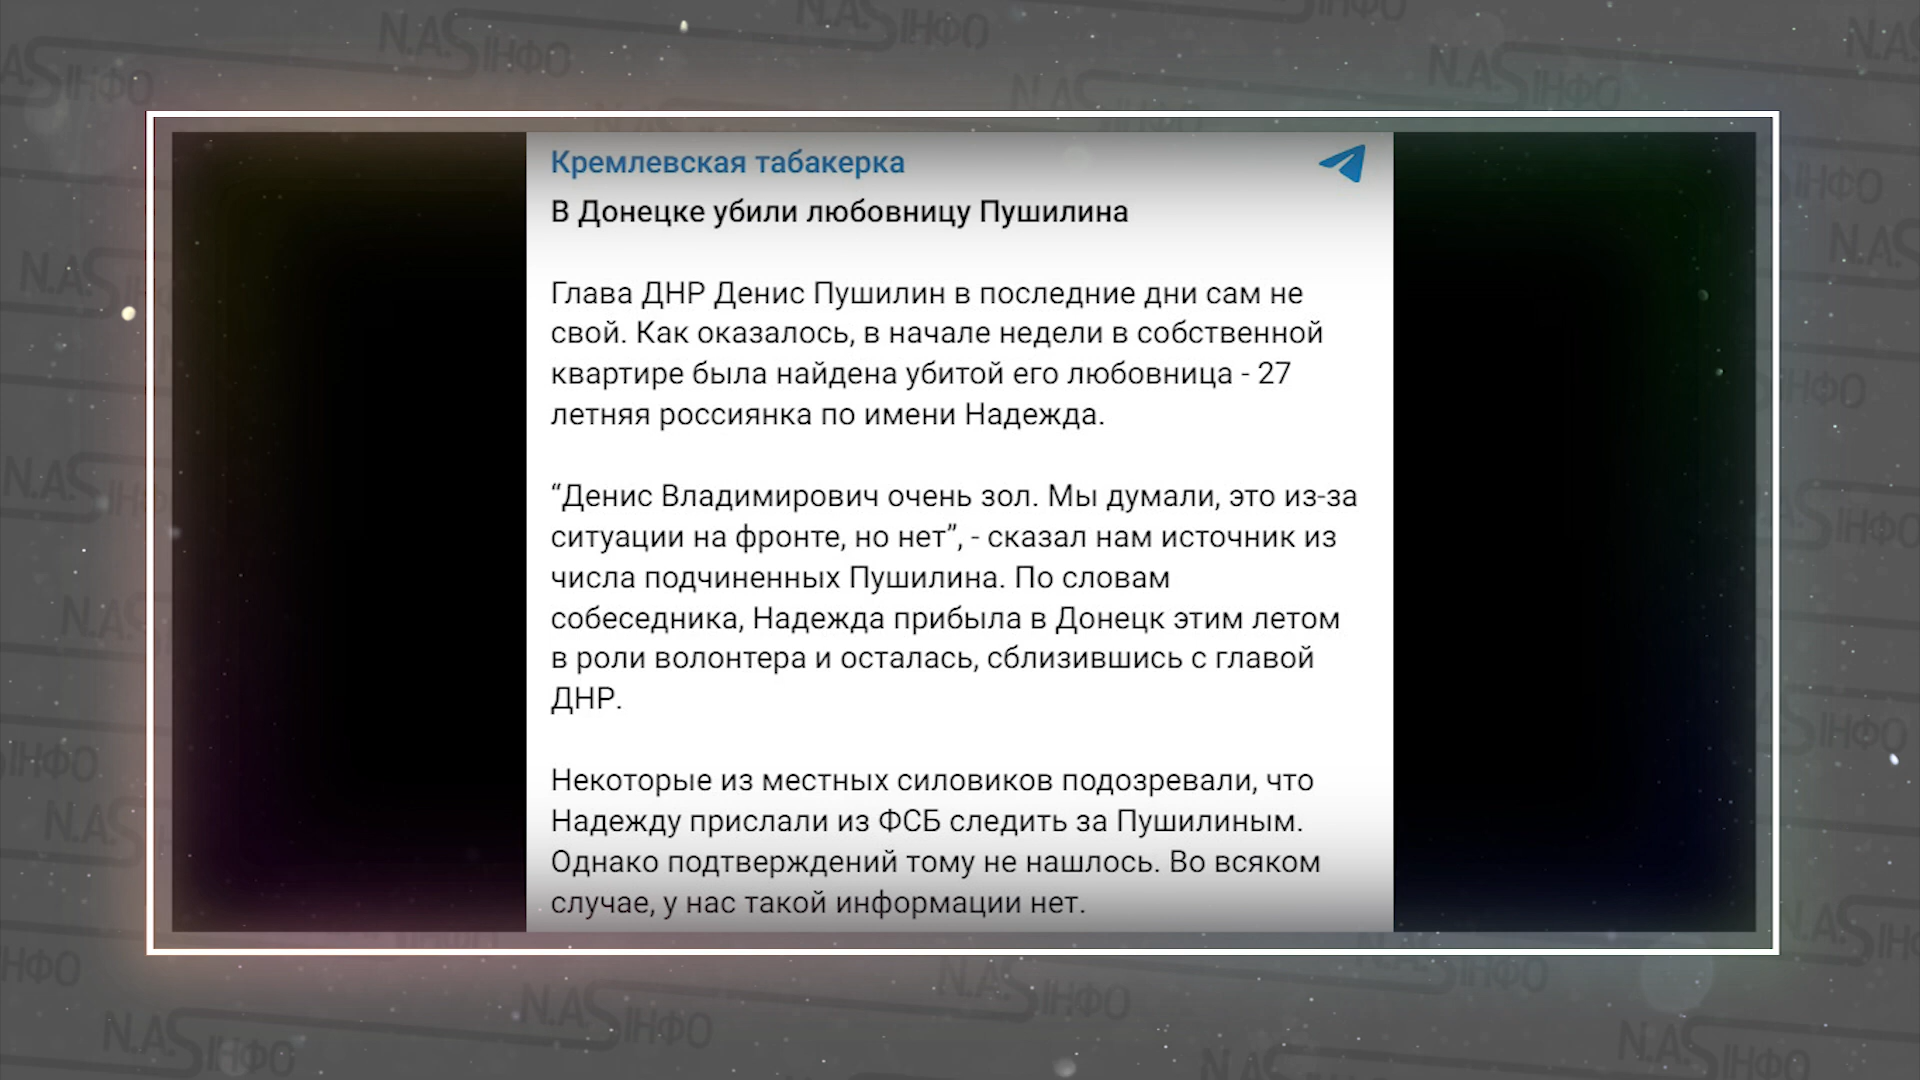 Кремлевская табакерка
В Донецке убили любовницу Пушилина
Глава ДНР Денис Пушилин в последние дни сам не
свой. Как оказалось, в начале недели в собственной
квартире была найдена убитой его любовница - 27
летняя россиянка по имени Надежда.
“Денис Владимирович очень зол. Мы думали, это из-за
ситуации на фронте, но нет”, - сказал нам источник из
числа подчиненных Пушилина. По словам
собеседника, Надежда прибыла в Донецк этим летом
в роли волонтера и осталась, сблизившись с главой
ДНР.
Некоторые из местных силовиков подозревали, что
Надежду прислали из ФСБ следить за Пушилиным.
Однако подтверждений тому не нашлось. Во всяком
случае, у нас такой информации нет.